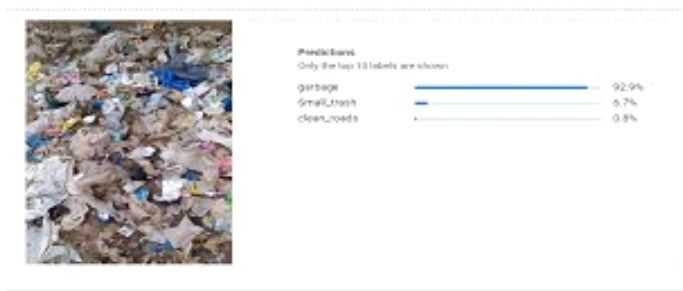 Predictions
Only the top 10 labels are shown
garbage 92.9%
Small_trash 6.7%
clean_roads 0.8%